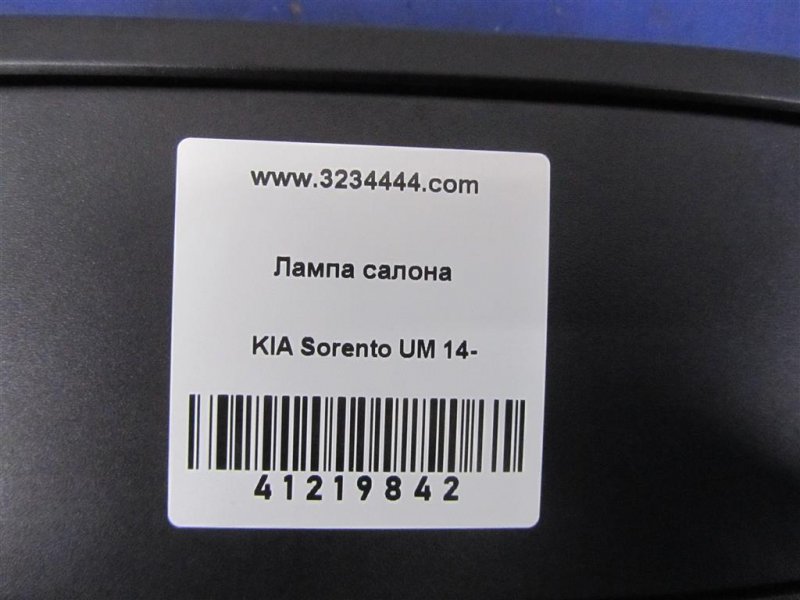 www.3234444.com
Лампа салона
KIA Sorento UM 14-
41219842